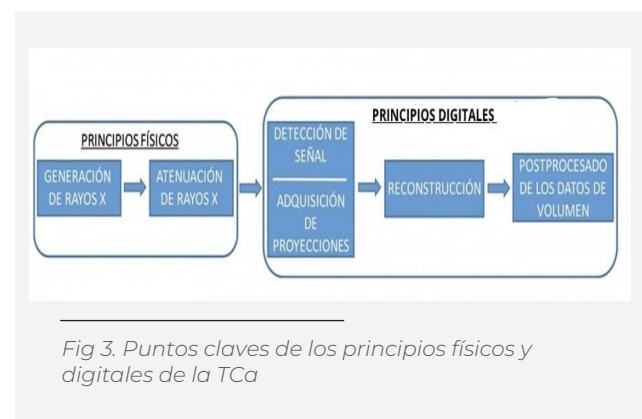 PRINCIPIOS FÍSICOS
GENERACIÓN
DE RAYOS X
ATENUACIÓN
DE RAYOS X
PRINCIPIOS DIGITALES
DETECCIÓN DE
SEÑAL
ADQUISICIÓN
DE
PROYECCIONES
RECONSTRUCCIÓN
POSTPROCESADO
DE LOS DATOS DE
VOLUMEN
Fig 3. Puntos claves de los principios físicos y
digitales de la TCa